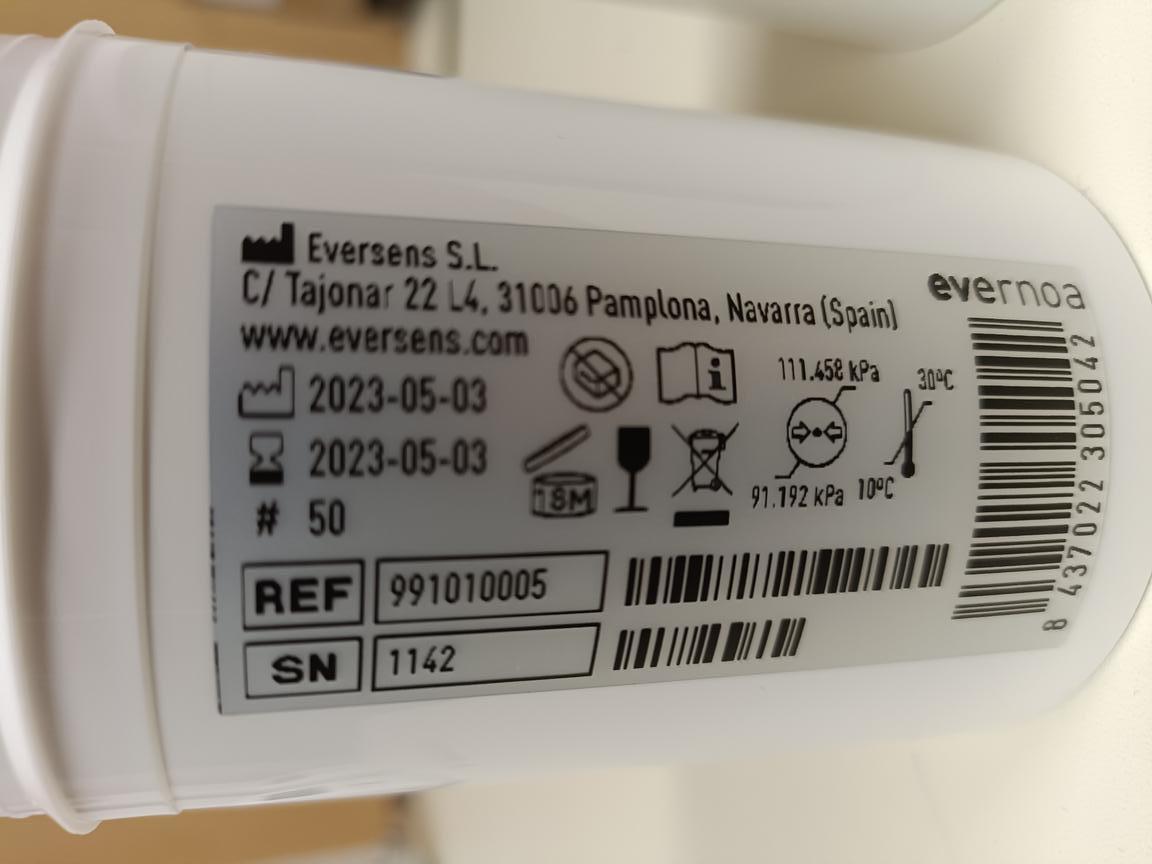 Eversens S.L.
C/ Tajonar 22 L4, 31006 Pamplona, Navarra (Spain)
www.eversens.com
2023-05-03
2023-05-03
# 50
18M
111.458 kPa
91.192 kPa
30ºC
10ºC
REF 991010005
SN 1142
evernoa
8 437022 305042